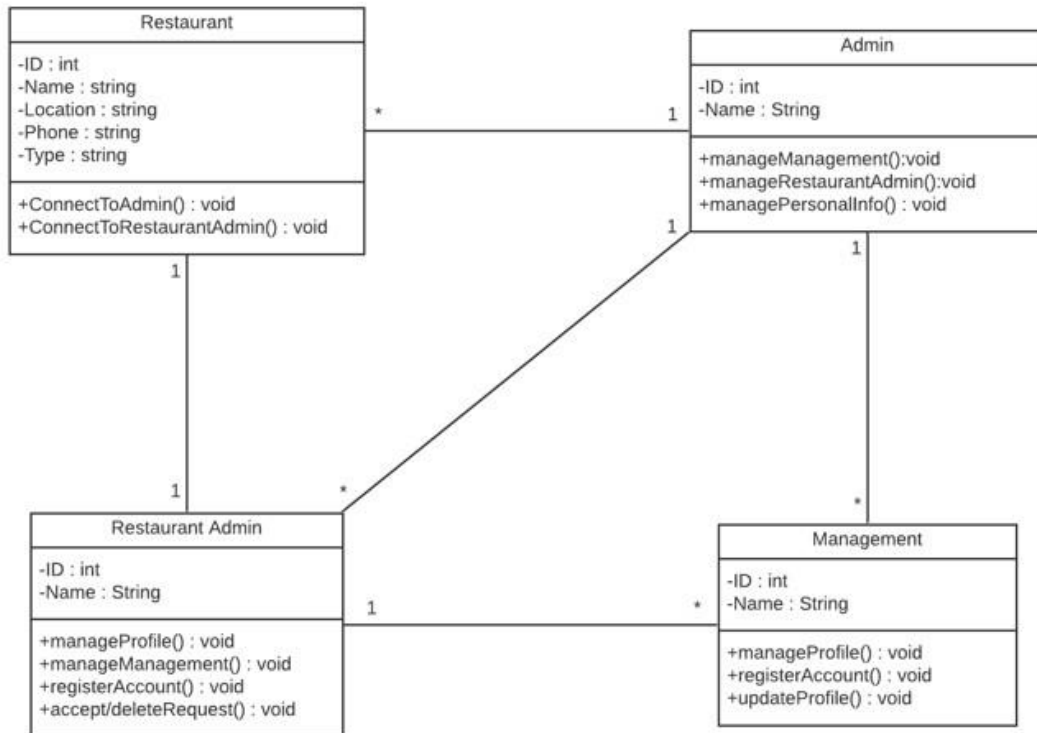 Restaurant
-ID : int
-Name : string
-Location : string
-Phone : string
-Type : string
+ConnectToAdmin() : void
+ConnectToRestaurantAdmin() : void
Admin
-ID : int
-Name : String
+manageManagement():void
+manageRestaurantAdmin():void
+managePersonalInfo() : void
*
1
1
1
1
1
*
*
Restaurant Admin
-ID : int
-Name : String
+manageProfile() : void
+manageManagement() : void
+registerAccount() : void
+accept/deleteRequest() : void
1
*
Management
-ID : int
-Name : String
+manageProfile() : void
+registerAccount() : void
+updateProfile() : void